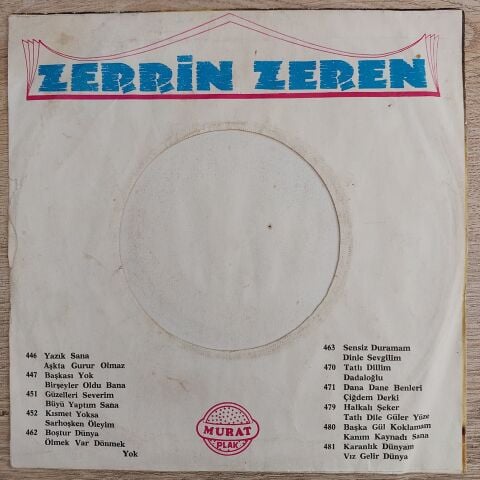 ZERRİN ZEREN
446 Yazık Sana
Aşkta Gurur Olmaz
447 Başkası Yok
Birşeyler Oldu Bana
451 Güzelleri Severim
Büyü Yaptım Sana
452 Kısmet Yoksa
Sarhoşken Öleyim
462 Boştur Dünya
Ölmek Var Dönmek
Yok
MURAT
PLAK
463 Sensiz Duramam
Dinle Sevgilim
470 Tatlı Dillim
Dadaloğlu
471 Dana Dane Benleri
Çiğdem Derki
479 Halkalı Şeker
Tatlı Dile Güler Yüze
480 Başka Gül Koklamam
Kanım Kaynadı Sana
481 Karanlık Dünyam
Vız Gelir Dünya